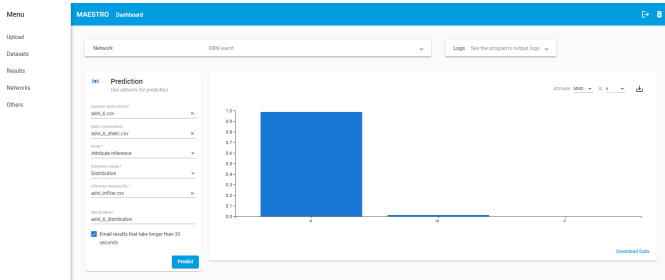 Menu
MAESTRO Dashboard
Upload
Datasets
Results
Networks
Others
Network DBN learnt
Logs See the program's output logs
Prediction
Use network for prediction
Dynamic observations *
adni_6.csv
Static observations
adni_6_static.csv
Mode *
Attribute inference
Estimation mode *
Distribution
Inference variables file *
adni_infVar.csv
Result name *
adni_6_distribution
Email results that take longer than 30
seconds
Predict
Attribute:
Id: 6
1.0
0.9
0.8
0.7
0.6
0.5
0.4
0.3
0.2
0.1
0.0
Download Data